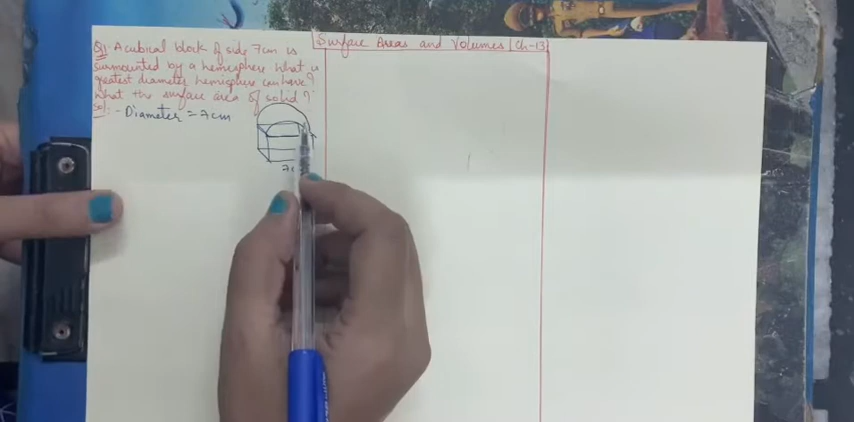 Surface Areas and Volumes | Ch-13
Q1. A cubical block of side 7cm is
surmounted by a hemisphere what is
greatest diameter hemisphere can have?
what the surface area of solid?
Sol:- Diameter = 7cm
7